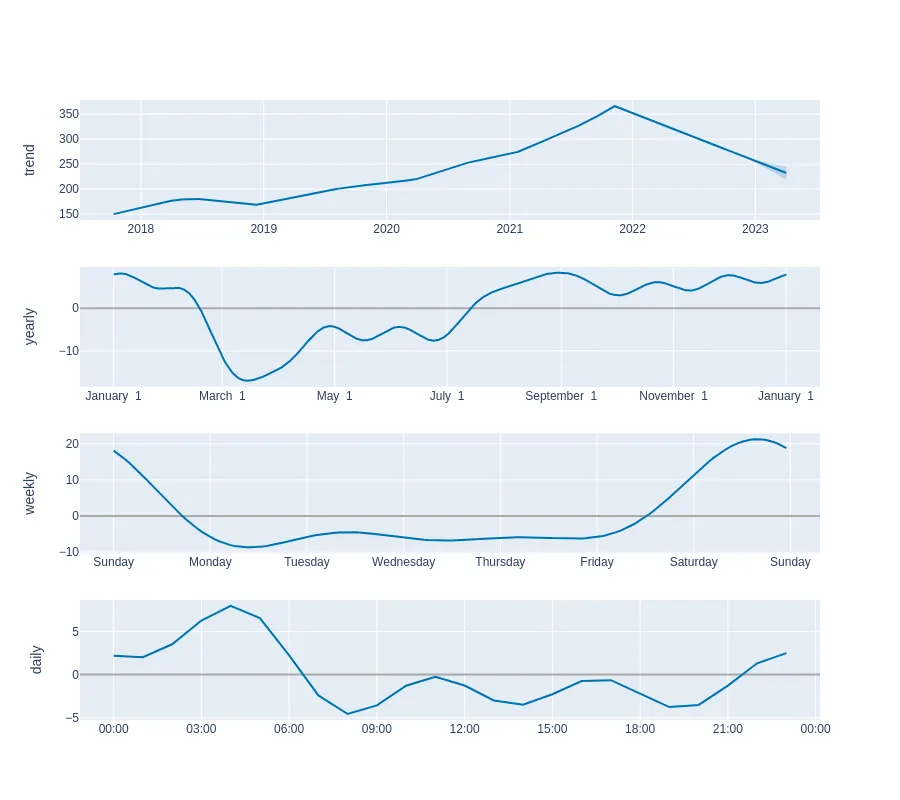 trend
350
300
250
200
150
2018 2019 2020 2021 2022 2023
yearly
0
−10
January 1 March 1 May 1 July 1 September 1 November 1 January 1
weekly
20
10
0
−10
Sunday Monday Tuesday Wednesday Thursday Friday Saturday Sunday
daily
5
0
−5
00:00 03:00 06:00 09:00 12:00 15:00 18:00 21:00 00:00